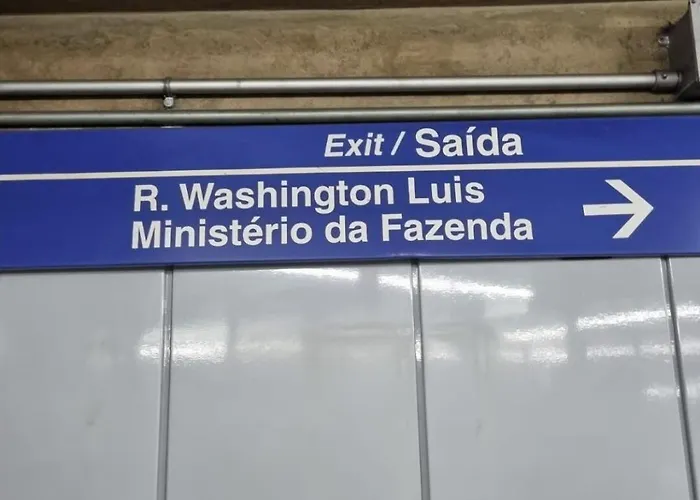 Exit / Saída
R. Washington Luis
Ministério da Fazenda